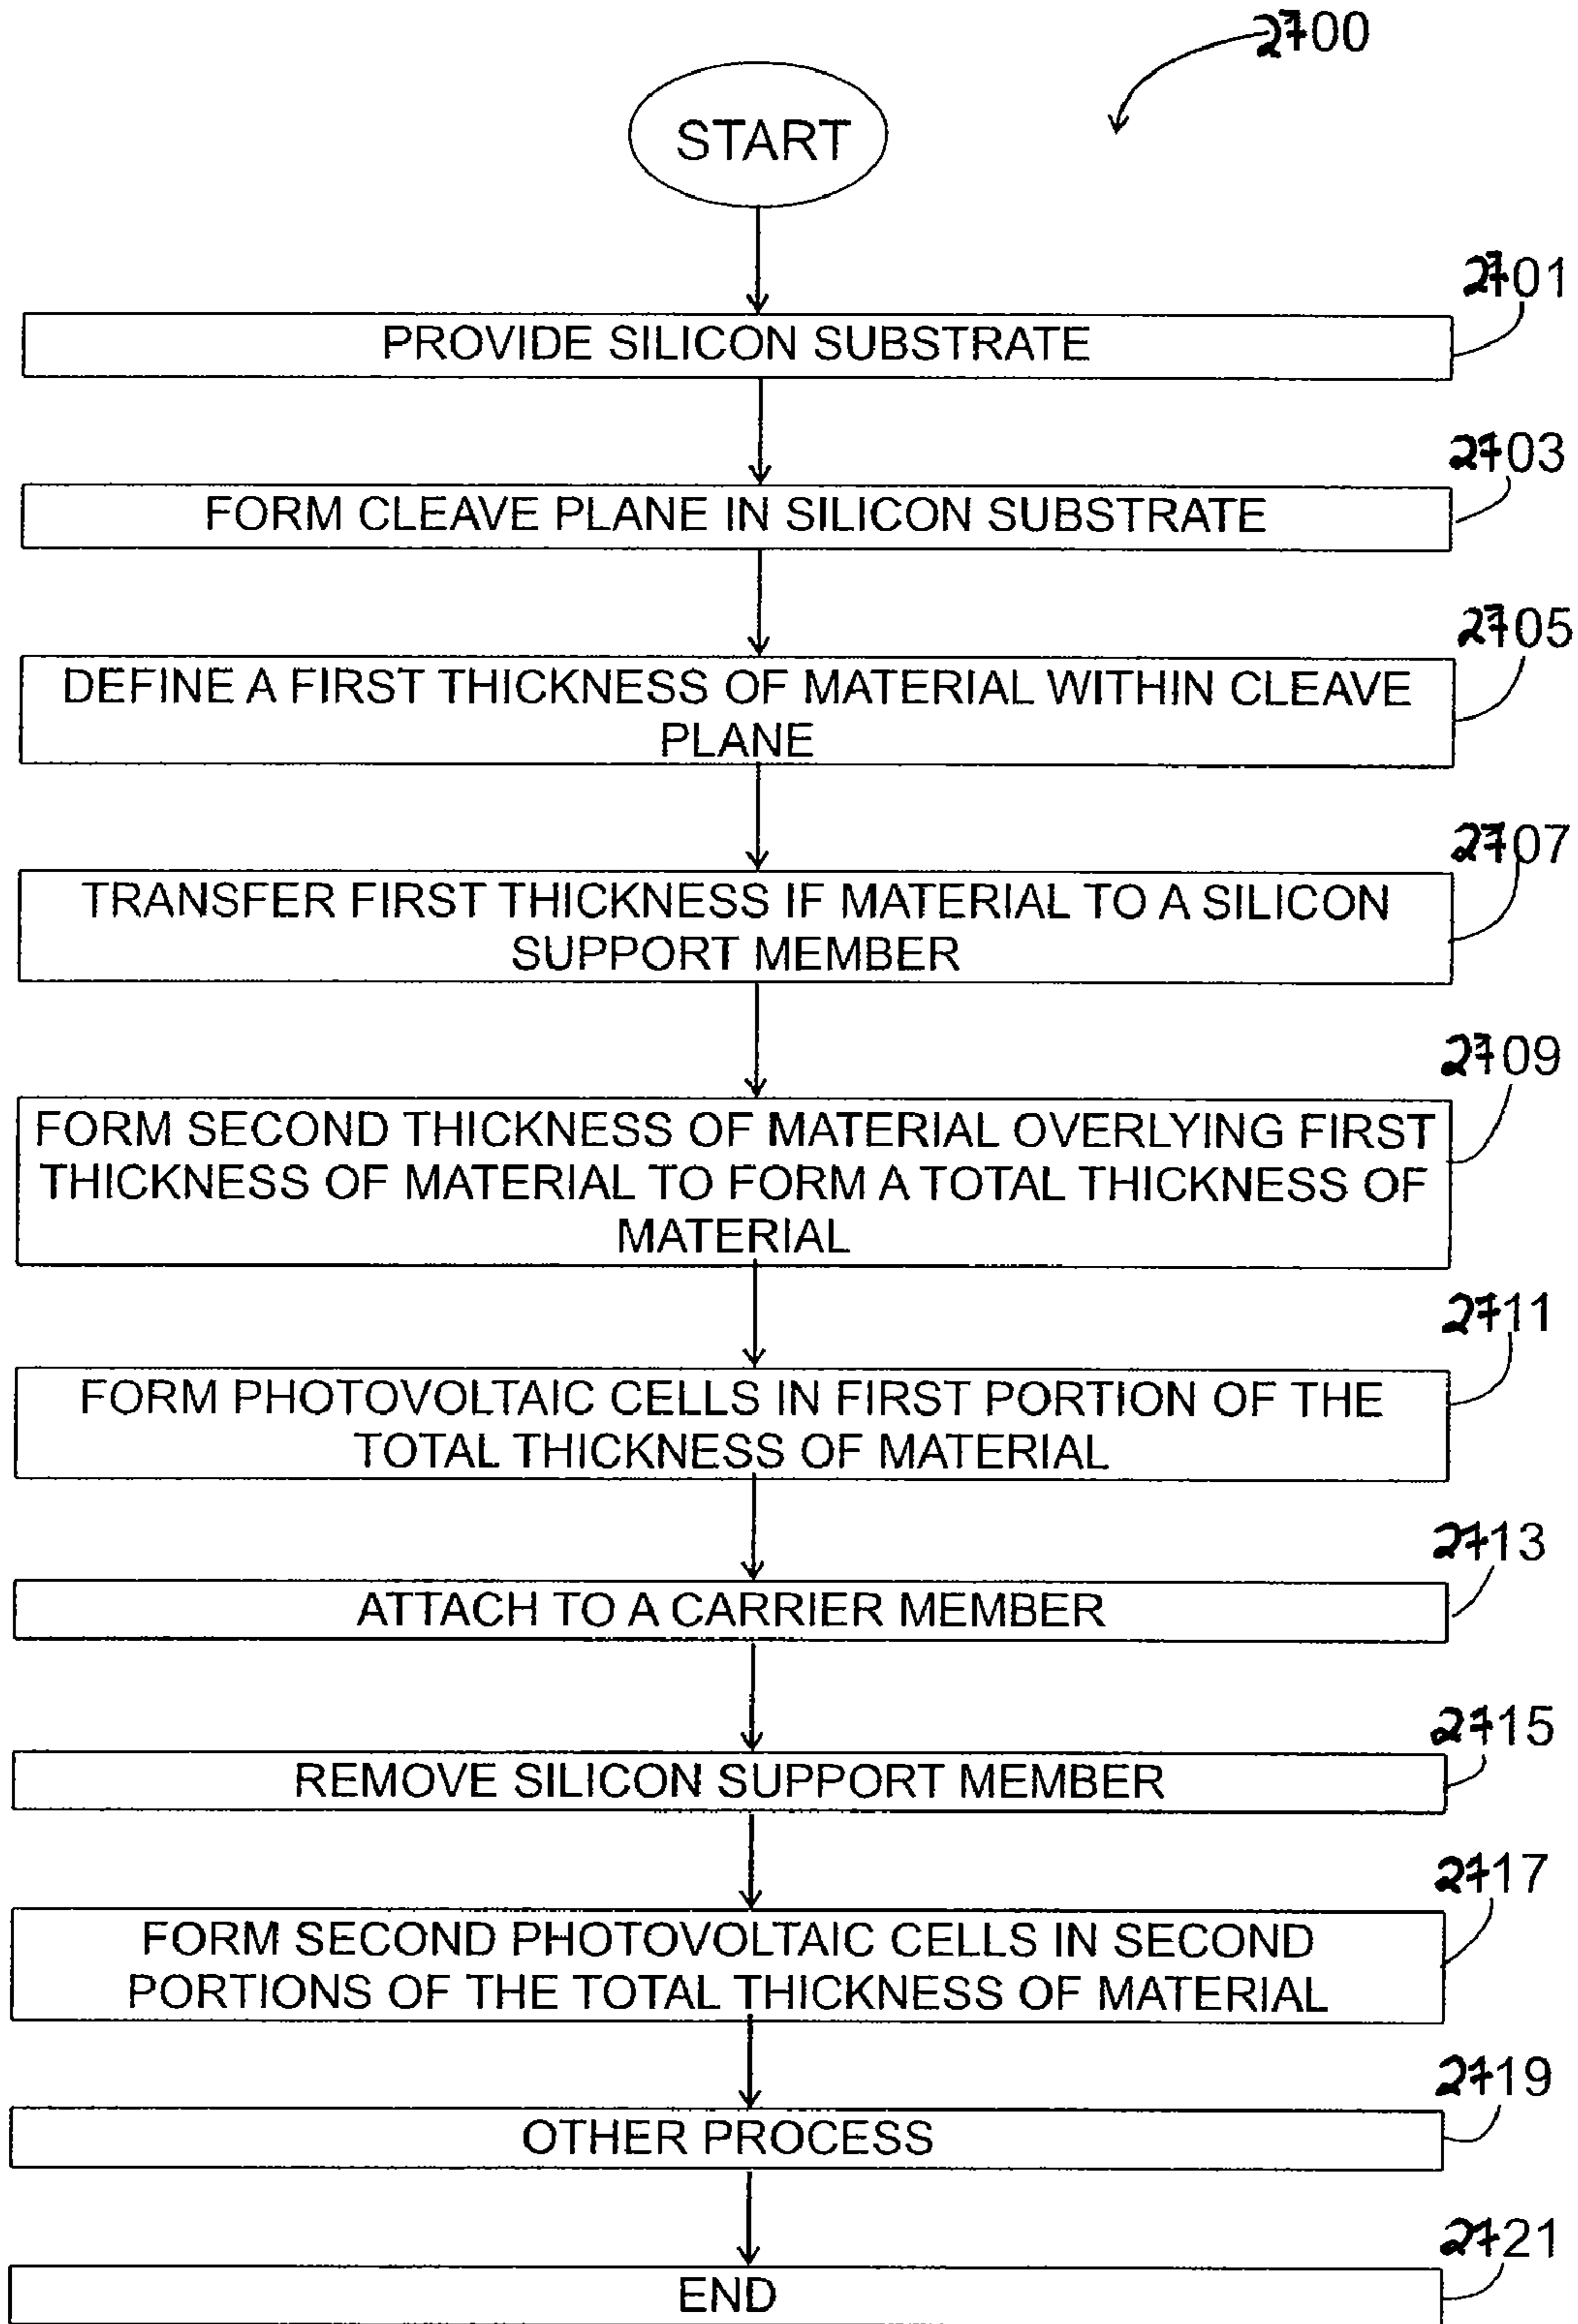 2700
START
2701
PROVIDE SILICON SUBSTRATE
2703
FORM CLEAVE PLANE IN SILICON SUBSTRATE
2705
DEFINE A FIRST THICKNESS OF MATERIAL WITHIN CLEAVE
PLANE
2707
TRANSFER FIRST THICKNESS IF MATERIAL TO A SILICON
SUPPORT MEMBER
2709
FORM SECOND THICKNESS OF MATERIAL OVERLYING FIRST
THICKNESS OF MATERIAL TO FORM A TOTAL THICKNESS OF
MATERIAL
2711
FORM PHOTOVOLTAIC CELLS IN FIRST PORTION OF THE
TOTAL THICKNESS OF MATERIAL
2713
ATTACH TO A CARRIER MEMBER
2715
REMOVE SILICON SUPPORT MEMBER
2717
FORM SECOND PHOTOVOLTAIC CELLS IN SECOND
PORTIONS OF THE TOTAL THICKNESS OF MATERIAL
2719
OTHER PROCESS
2721
END